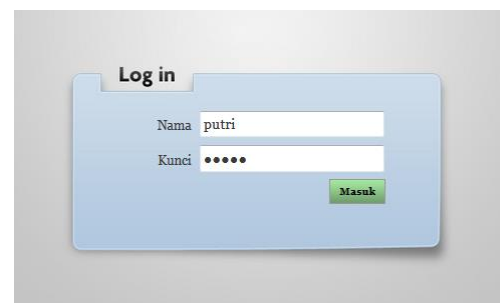 Log in
Nama putri
Kunci •••••
Masuk